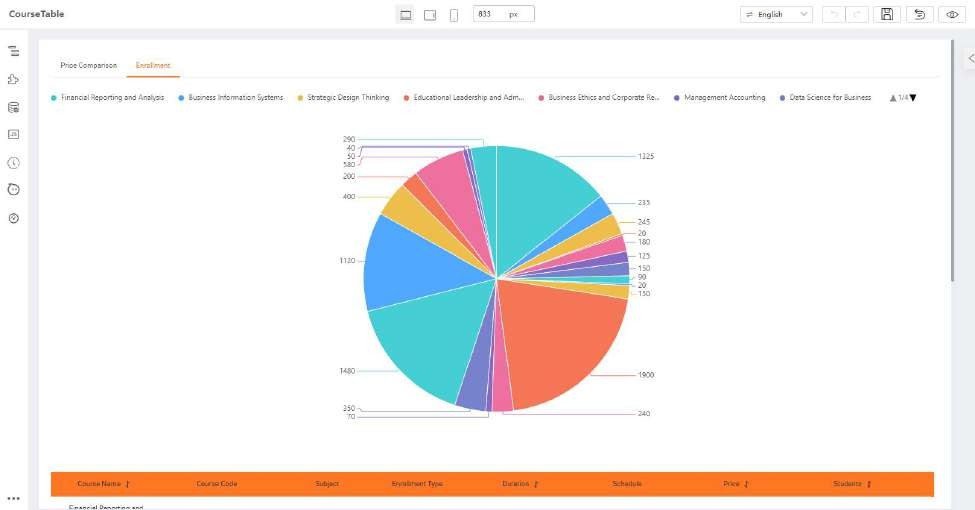 CourseTable
833 px
English
Price Comparison
Enrollment
Financial Reporting and Analysis
Business Information Systems
Strategic Design Thinking
Educational Leadership and Adm...
Business Ethics and Corporate Re...
Management Accounting
Data Science for Business
1/4
290
40
50
580
200
400
1120
1480
350
70
1325
235
245
20
180
125
150
90
20
150
1900
240
Course Name
Course Code
Subject
Enrollment Type
Duration
Schedule
Price
Students
Financial Reporting and